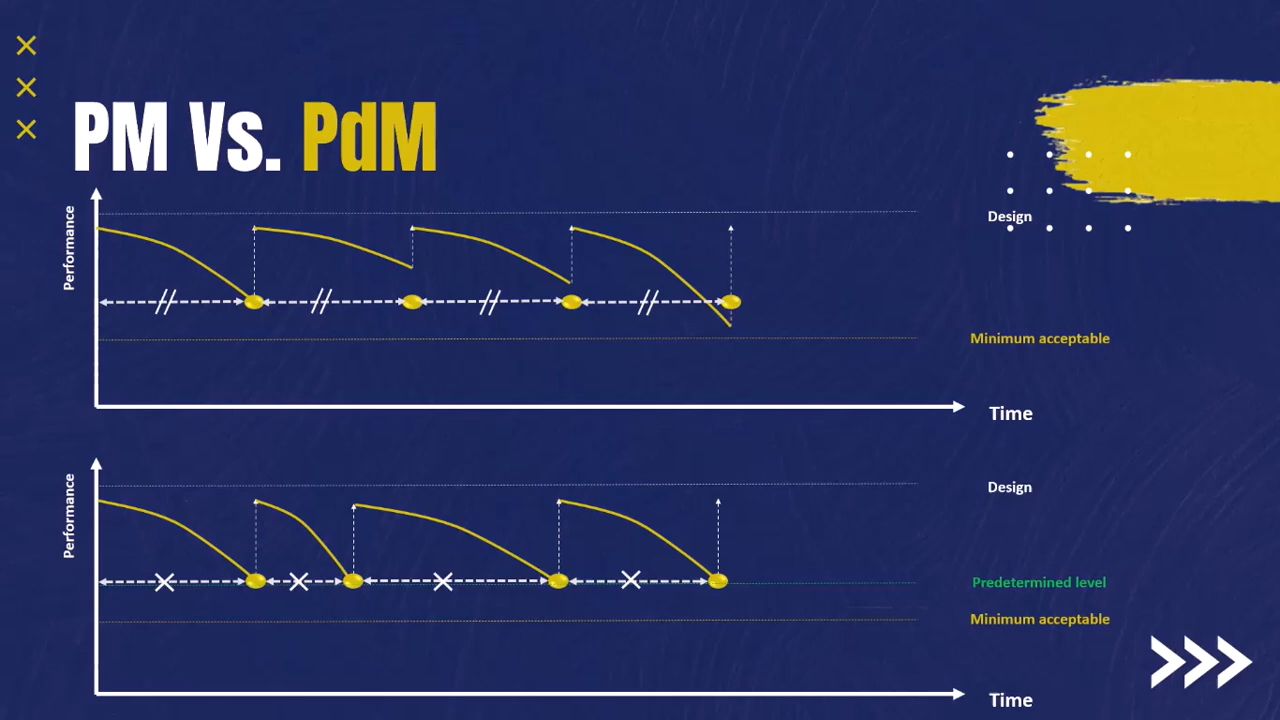 PM Vs. PdM
Performance
Design
Minimum acceptable
Time
Performance
Design
Predetermined level
Minimum acceptable
Time